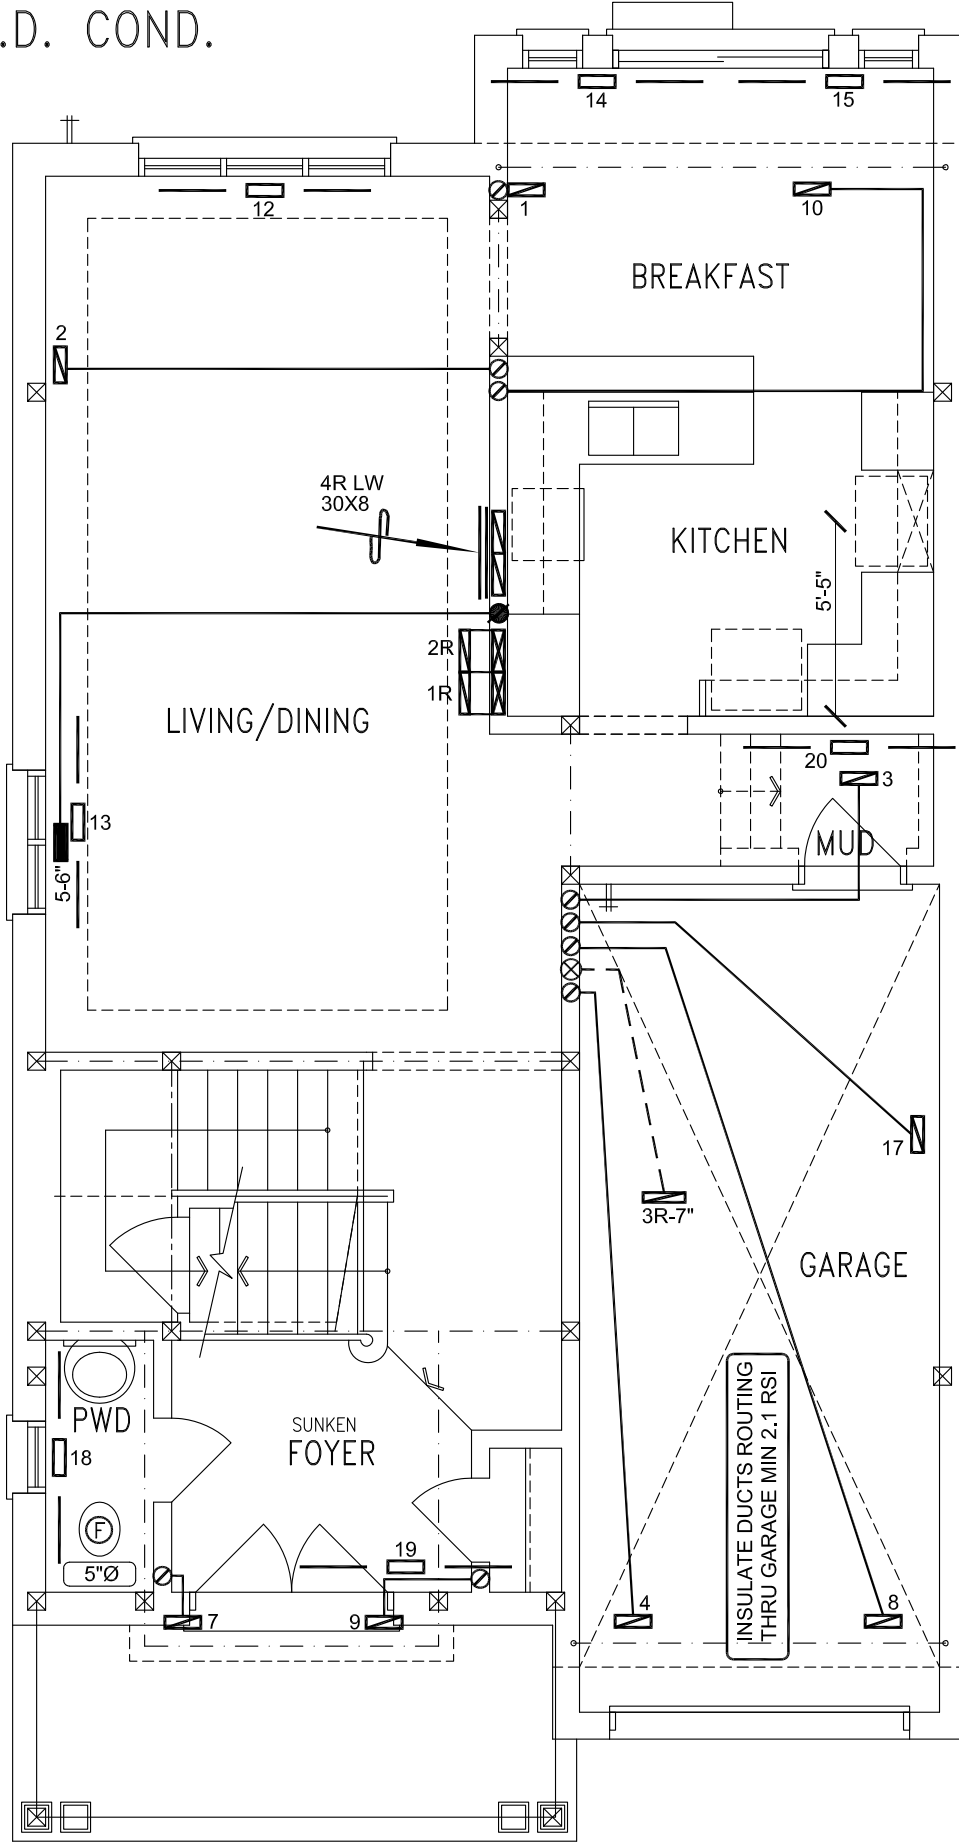 .D. COND.
14
15
12
1
10
BREAKFAST
2
4R LW
30X8
KITCHEN
5'-5"
2R
1R
LIVING/DINING
20
3
13
MUD
5-6"
17
3R-7"
GARAGE
INSULATE DUCTS ROUTING
THRU GARAGE MIN 2.1 RSI
PWD
SUNKEN
FOYER
18
F
5"Ø
19
7
9
4
8